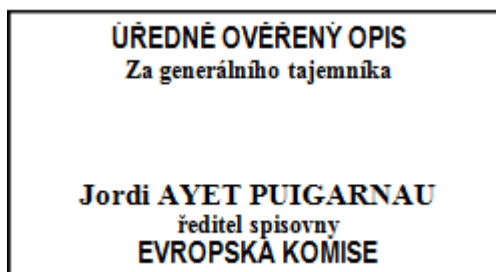 ÚŘEDNĚ OVĚŘENÝ OPIS
Za generálního tajemníka
Jordi AYET PUIGARNAU
ředitel spisovny
EVROPSKÁ KOMISE